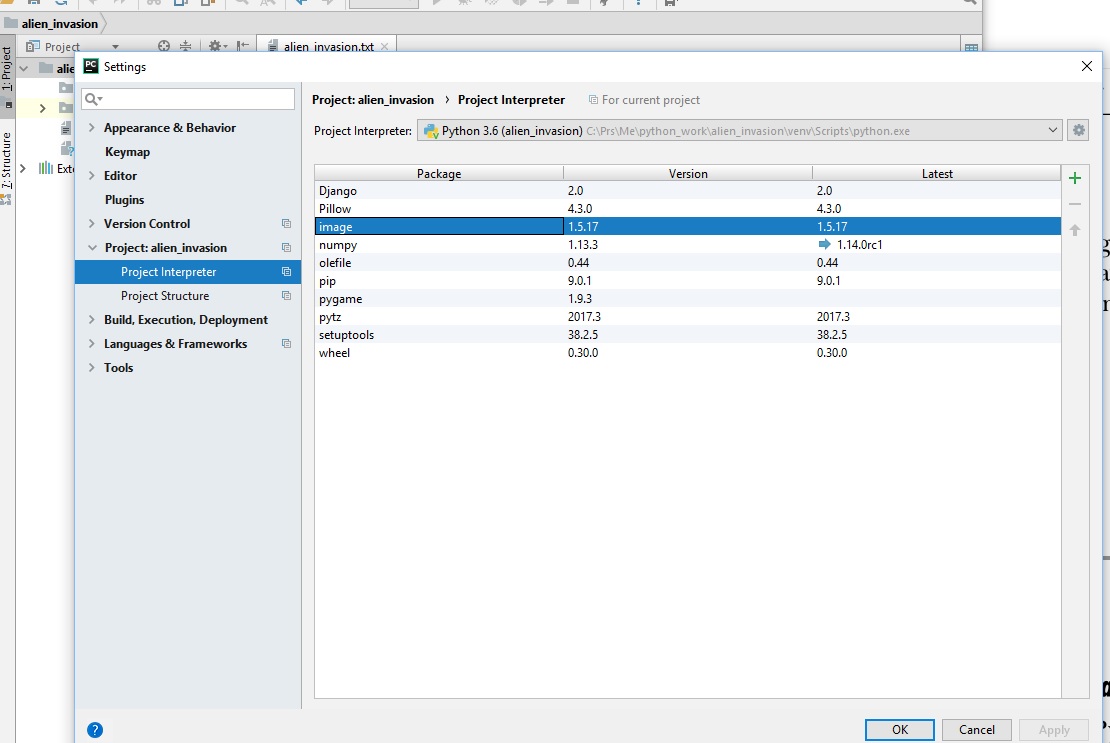 alien_invasion
Project
alien_invasion.txt
1: Project
7: Structure
alie
Exte
PC Settings
Project: alien_invasion › Project Interpreter For current project
Project Interpreter: Python 3.6 (alien_invasion) C:\Prs\Me\python_work\alien_invasion\venv\Scripts\python.exe
Appearance & Behavior
Keymap
Editor
Plugins
Version Control
Project: alien_invasion
Project Interpreter
Project Structure
Build, Execution, Deployment
Languages & Frameworks
Tools
Package Version Latest
Django 2.0 2.0
Pillow 4.3.0 4.3.0
image 1.5.17 1.5.17
numpy 1.13.3 1.14.0rc1
olefile 0.44 0.44
pip 9.0.1 9.0.1
pygame 1.9.3
pytz 2017.3 2017.3
setuptools 38.2.5 38.2.5
wheel 0.30.0 0.30.0
?
OK Cancel Apply